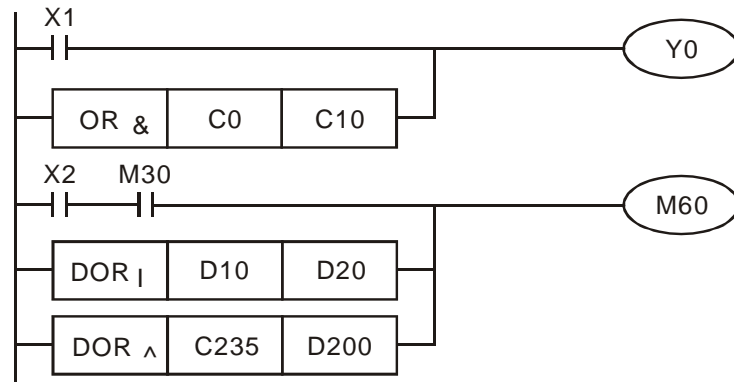 X1
Y0
OR & C0 C10
X2 M30
M60
DOR | D10 D20
DOR ^ C235 D200